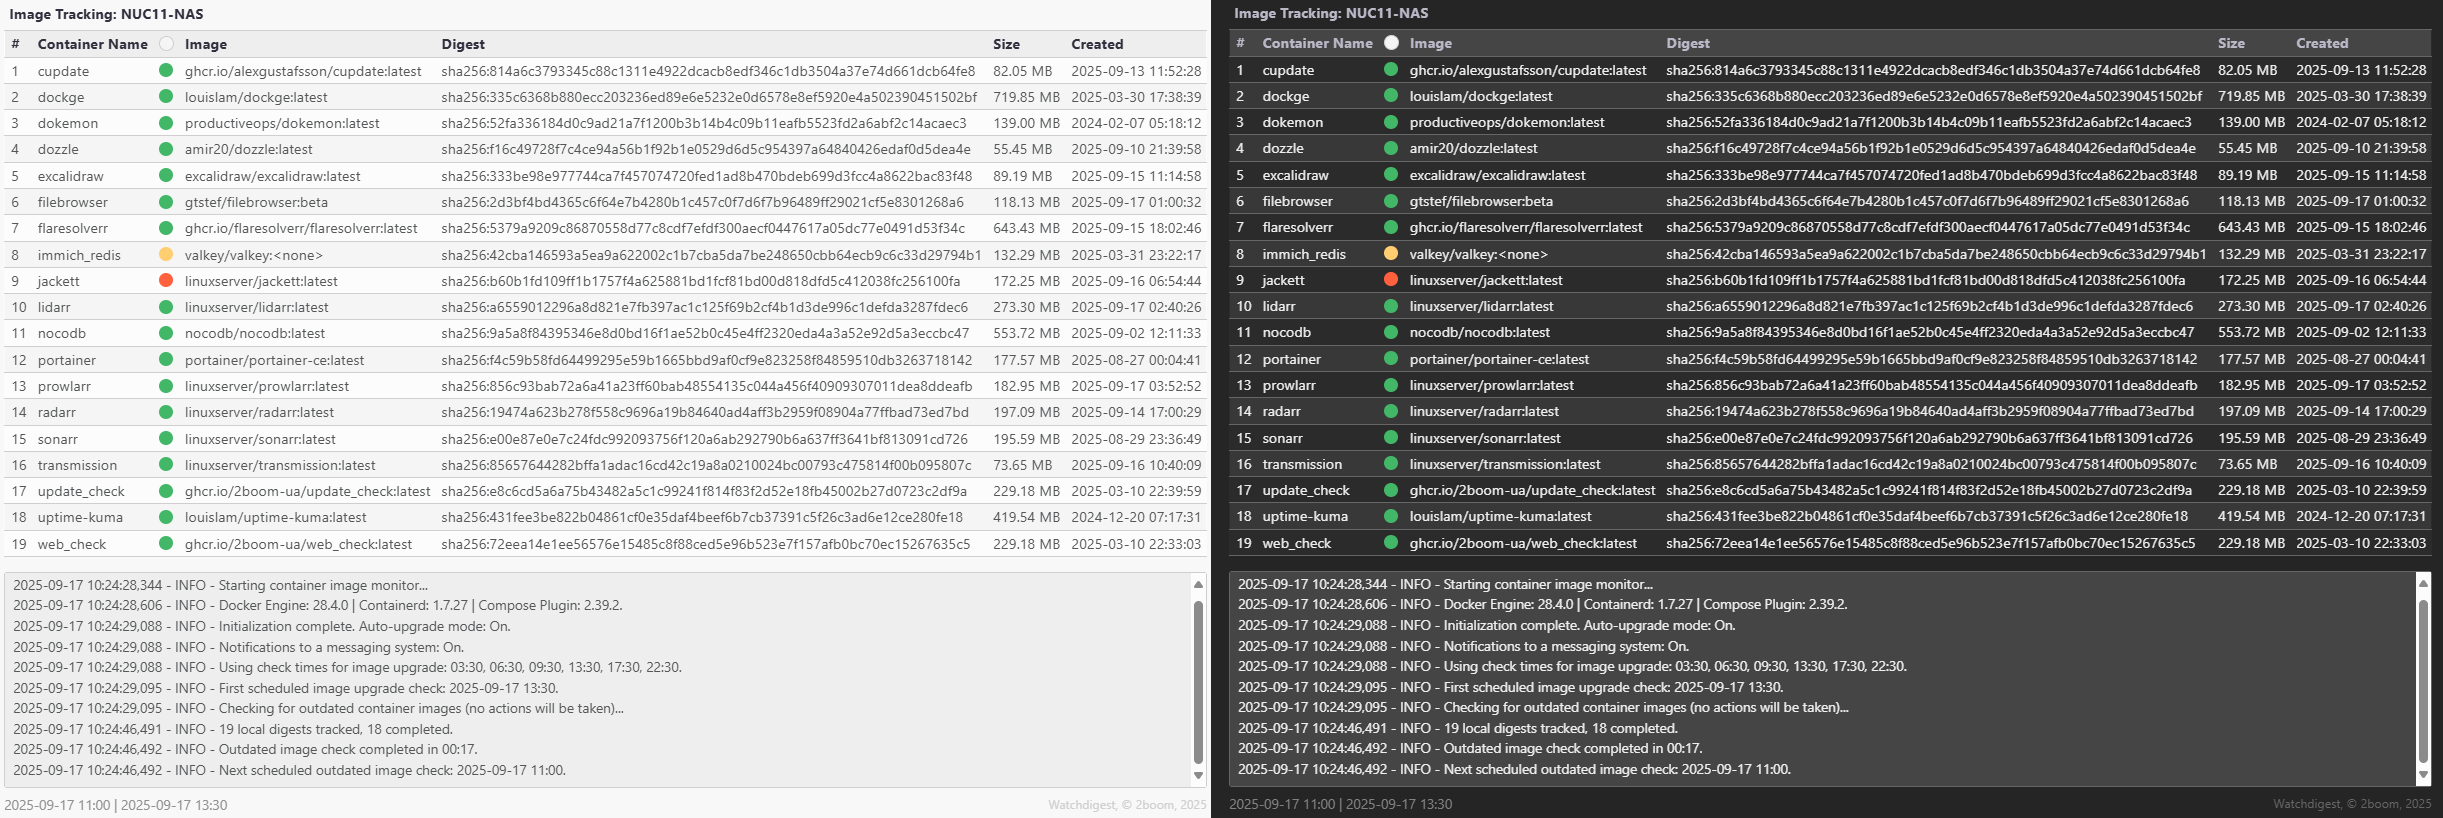 Image Tracking: NUC11-NAS
# Container Name Image Digest Size Created
1 cupdate ghcr.io/alexgustafsson/cupdate:latest sha256:814a6c3793345c88c1311e4922dcacb8edf346c1db3504a37e74d661dcb64fe8 82.05 MB 2025-09-13 11:52:28
2 dockge louislam/dockge:latest sha256:335c6368b880ecc203236ed89e6e5232e0d6578e8ef5920e4a502390451502bf 719.85 MB 2025-03-30 17:38:39
3 dokemon productiveops/dokemon:latest sha256:52fa336184d0c9ad21a7f1200b3b14b4c09b11eafb5523fd2a6abf2c14acaec3 139.00 MB 2024-02-07 05:18:12
4 dozzle amir20/dozzle:latest sha256:f16c49728f7c4ce94a56b1f92b1e0529d6d5c954397a64840426edaf0d5dea4e 55.45 MB 2025-09-10 21:39:58
5 excalidraw excalidraw/excalidraw:latest sha256:333be98e977744ca7f457074720fed1ad8b470bdeb699d3fcc4a8622bac83f48 89.19 MB 2025-09-15 11:14:58
6 filebrowser gtstef/filebrowser:beta sha256:2d3bf4bd4365c6f64e7b4280b1c457c0f7d6f7b96489ff29021cf5e8301268a6 118.13 MB 2025-09-17 01:00:32
7 flaresolverr ghcr.io/flaresolverr/flaresolverr:latest sha256:5379a9209c86870558d77c8cdf7efdf300aecf0447617a05dc77e0491d53f34c 643.43 MB 2025-09-15 18:02:46
8 immich_redis valkey/valkey:<none> sha256:42cba146593a5ea9a622002c1b7cba5da7be248650cbb64ecb9c6c33d29794b1 132.29 MB 2025-03-31 23:22:17
9 jackett linuxserver/jackett:latest sha256:b60b1fd109ff1b1757f4a625881bd1fcf81bd00d818dfd5c412038fc256100fa 172.25 MB 2025-09-16 06:54:44
10 lidarr linuxserver/lidarr:latest sha256:a6559012296a8d821e7fb397ac1c125f69b2cf4b1d3de996c1defda3287fdec6 273.30 MB 2025-09-17 02:40:26
11 nocodb nocodb/nocodb:latest sha256:9a5a8f84395346e8d0bd16f1ae52b0c45e4ff2320eda4a3a52e92d5a3eccbc47 553.72 MB 2025-09-02 12:11:33
12 portainer portainer/portainer-ce:latest sha256:f4c59b58fd64499295e59b1665bbd9af0cf9e823258f84859510db3263718142 177.57 MB 2025-08-27 00:04:41
13 prowlarr linuxserver/prowlarr:latest sha256:856c93bab72a6a41a23ff60bab48554135c044a456f40909307011dea8ddeafb 182.95 MB 2025-09-17 03:52:52
14 radarr linuxserver/radarr:latest sha256:19474a623b278f558c9696a19b84640ad4aff3b2959f08904a77ffbad73ed7bd 197.09 MB 2025-09-14 17:00:29
15 sonarr linuxserver/sonarr:latest sha256:e00e87e0e7c24fdc992093756f120a6ab292790b6a637ff3641bf813091cd726 195.59 MB 2025-08-29 23:36:49
16 transmission linuxserver/transmission:latest sha256:85657644282bffa1adac16cd42c19a8a0210024bc00793c475814f00b095807c 73.65 MB 2025-09-16 10:40:09
17 update_check ghcr.io/2boom-ua/update_check:latest sha256:e8c6cd5a6a75b43482a5c1c99241f814f83f2d52e18fb45002b27d0723c2df9a 229.18 MB 2025-03-10 22:39:59
18 uptime-kuma louislam/uptime-kuma:latest sha256:431fee3be822b04861cf0e35daf4beef6b7cb37391c5f26c3ad6e12ce280fe18 419.54 MB 2024-12-20 07:17:31
19 web_check ghcr.io/2boom-ua/web_check:latest sha256:72eea14e1ee56576e15485c8f88ced5e96b523e7f157afb0bc70ec15267635c5 229.18 MB 2025-03-10 22:33:03
2025-09-17 10:24:28,344 - INFO - Starting container image monitor...
2025-09-17 10:24:28,606 - INFO - Docker Engine: 28.4.0 | Containerd: 1.7.27 | Compose Plugin: 2.39.2.
2025-09-17 10:24:29,088 - INFO - Initialization complete. Auto-upgrade mode: On.
2025-09-17 10:24:29,088 - INFO - Notifications to a messaging system: On.
2025-09-17 10:24:29,088 - INFO - Using check times for image upgrade: 03:30, 06:30, 09:30, 13:30, 17:30, 22:30.
2025-09-17 10:24:29,095 - INFO - First scheduled image upgrade check: 2025-09-17 13:30.
2025-09-17 10:24:29,095 - INFO - Checking for outdated container images (no actions will be taken)...
2025-09-17 10:24:46,491 - INFO - 19 local digests tracked, 18 completed.
2025-09-17 10:24:46,492 - INFO - Outdated image check completed in 00:17.
2025-09-17 10:24:46,492 - INFO - Next scheduled outdated image check: 2025-09-17 11:00.
2025-09-17 11:00 | 2025-09-17 13:30
Watchdigest, © 2boom, 2025
Image Tracking: NUC11-NAS
# Container Name Image Digest Size Created
1 cupdate ghcr.io/alexgustafsson/cupdate:latest sha256:814a6c3793345c88c1311e4922dcacb8edf346c1db3504a37e74d661dcb64fe8 82.05 MB 2025-09-13 11:52:28
2 dockge louislam/dockge:latest sha256:335c6368b880ecc203236ed89e6e5232e0d6578e8ef5920e4a502390451502bf 719.85 MB 2025-03-30 17:38:39
3 dokemon productiveops/dokemon:latest sha256:52fa336184d0c9ad21a7f1200b3b14b4c09b11eafb5523fd2a6abf2c14acaec3 139.00 MB 2024-02-07 05:18:12
4 dozzle amir20/dozzle:latest sha256:f16c49728f7c4ce94a56b1f92b1e0529d6d5c954397a64840426edaf0d5dea4e 55.45 MB 2025-09-10 21:39:58
5 excalidraw excalidraw/excalidraw:latest sha256:333be98e977744ca7f457074720fed1ad8b470bdeb699d3fcc4a8622bac83f48 89.19 MB 2025-09-15 11:14:58
6 filebrowser gtstef/filebrowser:beta sha256:2d3bf4bd4365c6f64e7b4280b1c457c0f7d6f7b96489ff29021cf5e8301268a6 118.13 MB 2025-09-17 01:00:32
7 flaresolverr ghcr.io/flaresolverr/flaresolverr:latest sha256:5379a9209c86870558d77c8cdf7efdf300aecf0447617a05dc77e0491d53f34c 643.43 MB 2025-09-15 18:02:46
8 immich_redis valkey/valkey:<none> sha256:42cba146593a5ea9a622002c1b7cba5da7be248650cbb64ecb9c6c33d29794b1 132.29 MB 2025-03-31 23:22:17
9 jackett linuxserver/jackett:latest sha256:b60b1fd109ff1b1757f4a625881bd1fcf81bd00d818dfd5c412038fc256100fa 172.25 MB 2025-09-16 06:54:44
10 lidarr linuxserver/lidarr:latest sha256:a6559012296a8d821e7fb397ac1c125f69b2cf4b1d3de996c1defda3287fdec6 273.30 MB 2025-09-17 02:40:26
11 nocodb nocodb/nocodb:latest sha256:9a5a8f84395346e8d0bd16f1ae52b0c45e4ff2320eda4a3a52e92d5a3eccbc47 553.72 MB 2025-09-02 12:11:33
12 portainer portainer/portainer-ce:latest sha256:f4c59b58fd64499295e59b1665bbd9af0cf9e823258f84859510db3263718142 177.57 MB 2025-08-27 00:04:41
13 prowlarr linuxserver/prowlarr:latest sha256:856c93bab72a6a41a23ff60bab48554135c044a456f40909307011dea8ddeafb 182.95 MB 2025-09-17 03:52:52
14 radarr linuxserver/radarr:latest sha256:19474a623b278f558c9696a19b84640ad4aff3b2959f08904a77ffbad73ed7bd 197.09 MB 2025-09-14 17:00:29
15 sonarr linuxserver/sonarr:latest sha256:e00e87e0e7c24fdc992093756f120a6ab292790b6a637ff3641bf813091cd726 195.59 MB 2025-08-29 23:36:49
16 transmission linuxserver/transmission:latest sha256:85657644282bffa1adac16cd42c19a8a0210024bc00793c475814f00b095807c 73.65 MB 2025-09-16 10:40:09
17 update_check ghcr.io/2boom-ua/update_check:latest sha256:e8c6cd5a6a75b43482a5c1c99241f814f83f2d52e18fb45002b27d0723c2df9a 229.18 MB 2025-03-10 22:39:59
18 uptime-kuma louislam/uptime-kuma:latest sha256:431fee3be822b04861cf0e35daf4beef6b7cb37391c5f26c3ad6e12ce280fe18 419.54 MB 2024-12-20 07:17:31
19 web_check ghcr.io/2boom-ua/web_check:latest sha256:72eea14e1ee56576e15485c8f88ced5e96b523e7f157afb0bc70ec15267635c5 229.18 MB 2025-03-10 22:33:03
2025-09-17 10:24:28,344 - INFO - Starting container image monitor...
2025-09-17 10:24:28,606 - INFO - Docker Engine: 28.4.0 | Containerd: 1.7.27 | Compose Plugin: 2.39.2.
2025-09-17 10:24:29,088 - INFO - Initialization complete. Auto-upgrade mode: On.
2025-09-17 10:24:29,088 - INFO - Notifications to a messaging system: On.
2025-09-17 10:24:29,088 - INFO - Using check times for image upgrade: 03:30, 06:30, 09:30, 13:30, 17:30, 22:30.
2025-09-17 10:24:29,095 - INFO - First scheduled image upgrade check: 2025-09-17 13:30.
2025-09-17 10:24:29,095 - INFO - Checking for outdated container images (no actions will be taken)...
2025-09-17 10:24:46,491 - INFO - 19 local digests tracked, 18 completed.
2025-09-17 10:24:46,492 - INFO - Outdated image check completed in 00:17.
2025-09-17 10:24:46,492 - INFO - Next scheduled outdated image check: 2025-09-17 11:00.
2025-09-17 11:00 | 2025-09-17 13:30
Watchdigest, © 2boom, 2025